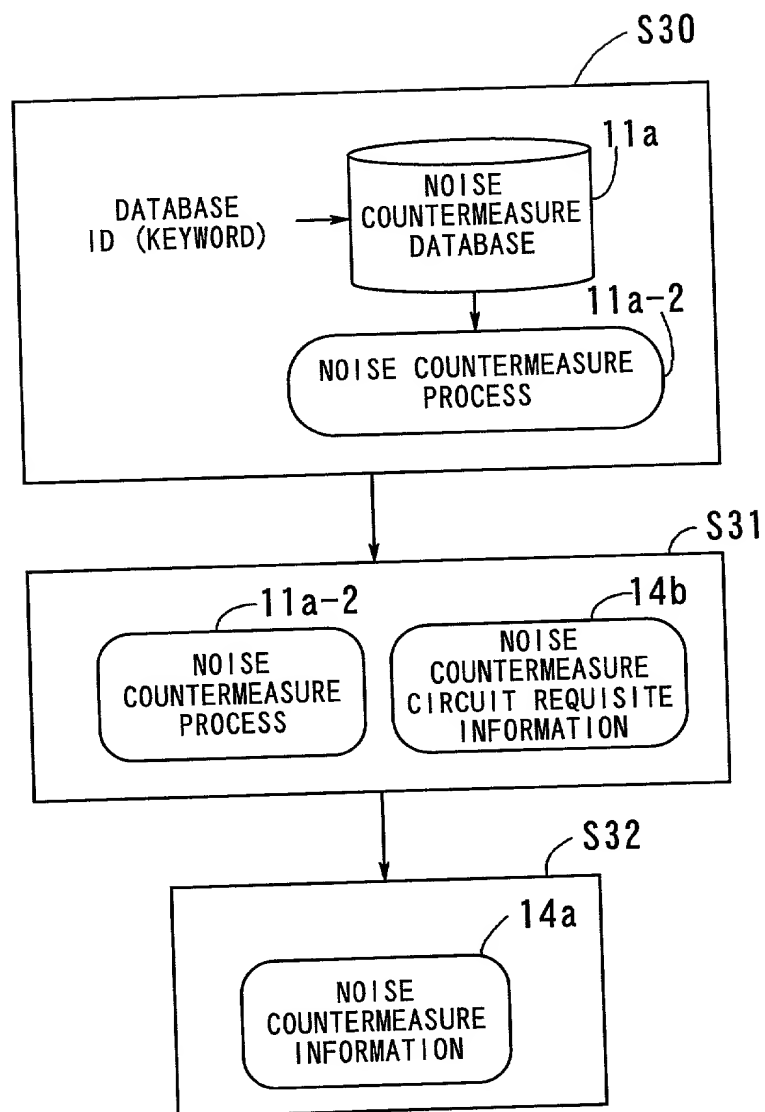 S30
11a
NOISE
COUNTERMEASURE
DATABASE
DATABASE
ID (KEYWORD)
11a-2
NOISE COUNTERMEASURE
PROCESS
S31
11a-2
NOISE
COUNTERMEASURE
PROCESS
14b
NOISE
COUNTERMEASURE
CIRCUIT REQUISITE
INFORMATION
S32
14a
NOISE
COUNTERMEASURE
INFORMATION